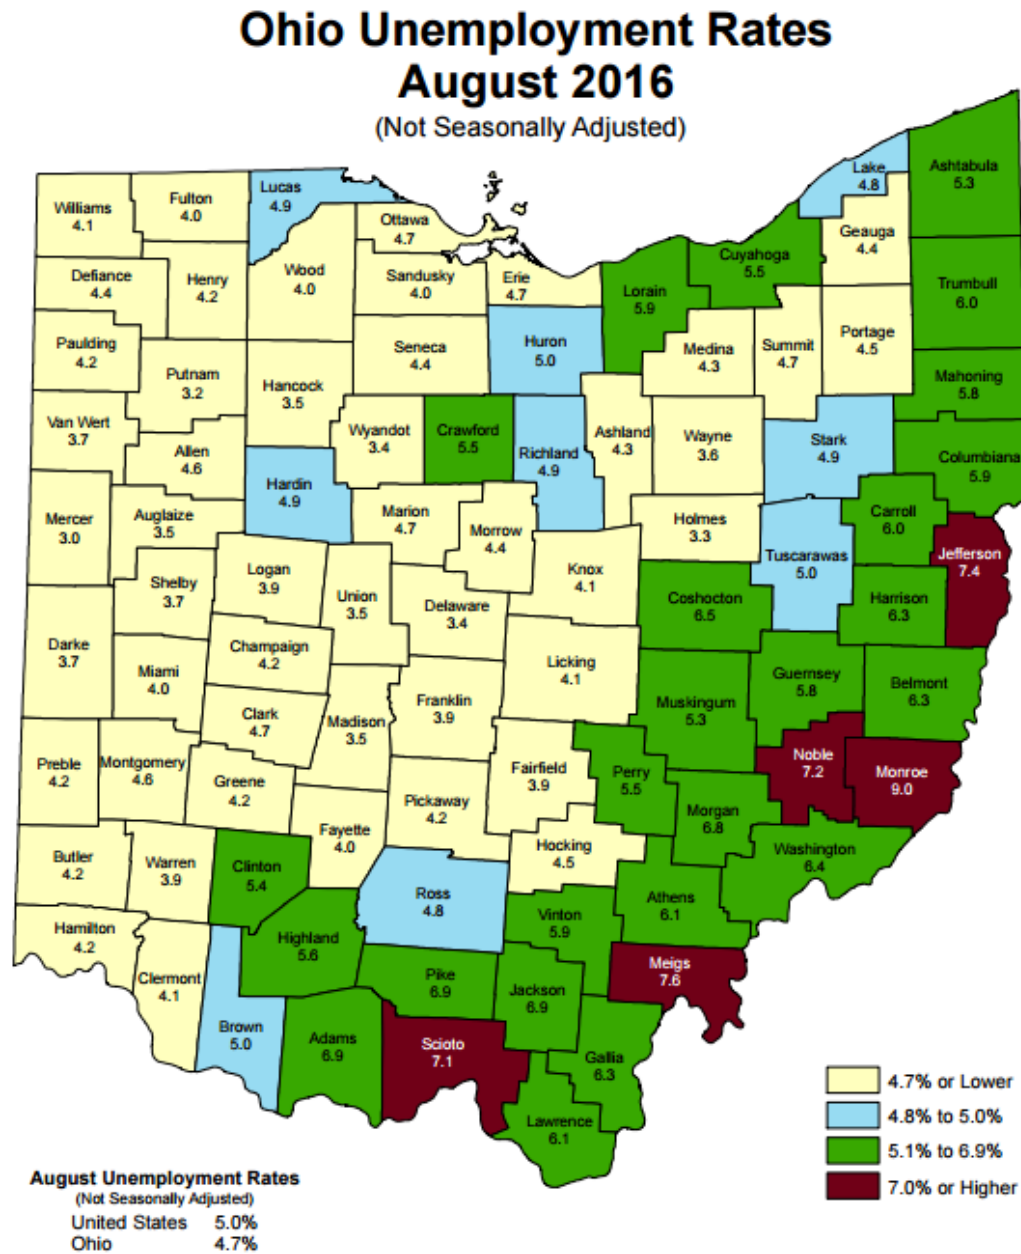 Ohio Unemployment Rates
August 2016
(Not Seasonally Adjusted)
Williams
4.1
Fulton
4.0
Lucas
4.9
Ottawa
4.7
Lake
4.8
Ashtabula
5.3
Geauga
4.4
Cuyahoga
5.5
Defiance
4.4
Henry
4.2
Wood
4.0
Sandusky
4.0
Erie
4.7
Lorain
5.9
Trumbull
6.0
Paulding
4.2
Putnam
3.2
Hancock
3.5
Seneca
4.4
Huron
5.0
Medina
4.3
Summit
4.7
Portage
4.5
Mahoning
5.8
Van Wert
3.7
Allen
4.6
Wyandot
3.4
Crawford
5.5
Richland
4.9
Ashland
4.3
Wayne
3.6
Stark
4.9
Columbiana
5.9
Hardin
4.9
Mercer
3.0
Auglaize
3.5
Marion
4.7
Morrow
4.4
Holmes
3.3
Carroll
6.0
Tuscarawas
5.0
Jefferson
7.4
Shelby
3.7
Logan
3.9
Union
3.5
Delaware
3.4
Knox
4.1
Coshocton
6.5
Harrison
6.3
Darke
3.7
Miami
4.0
Champaign
4.2
Licking
4.1
Guernsey
5.8
Belmont
6.3
Clark
4.7
Madison
3.5
Franklin
3.9
Muskingum
5.3
Preble
4.2
Montgomery
4.6
Greene
4.2
Fairfield
3.9
Perry
5.5
Noble
7.2
Monroe
9.0
Pickaway
4.2
Morgan
6.8
Fayette
4.0
Hocking
4.5
Washington
6.4
Butler
4.2
Warren
3.9
Clinton
5.4
Ross
4.8
Athens
6.1
Vinton
5.9
Hamilton
4.2
Highland
5.6
Clermont
4.1
Pike
6.9
Jackson
6.9
Meigs
7.6
Brown
5.0
Adams
6.9
Scioto
7.1
Gallia
6.3
Lawrence
6.1
4.7% or Lower
4.8% to 5.0%
5.1% to 6.9%
7.0% or Higher
August Unemployment Rates
(Not Seasonally Adjusted)
United States 5.0%
Ohio 4.7%